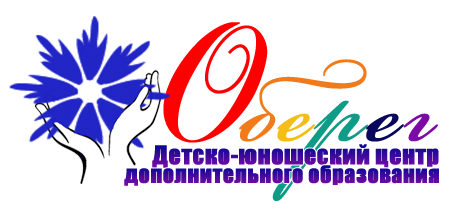 Оберег
Детско-юношеский центр
дополнительного образования